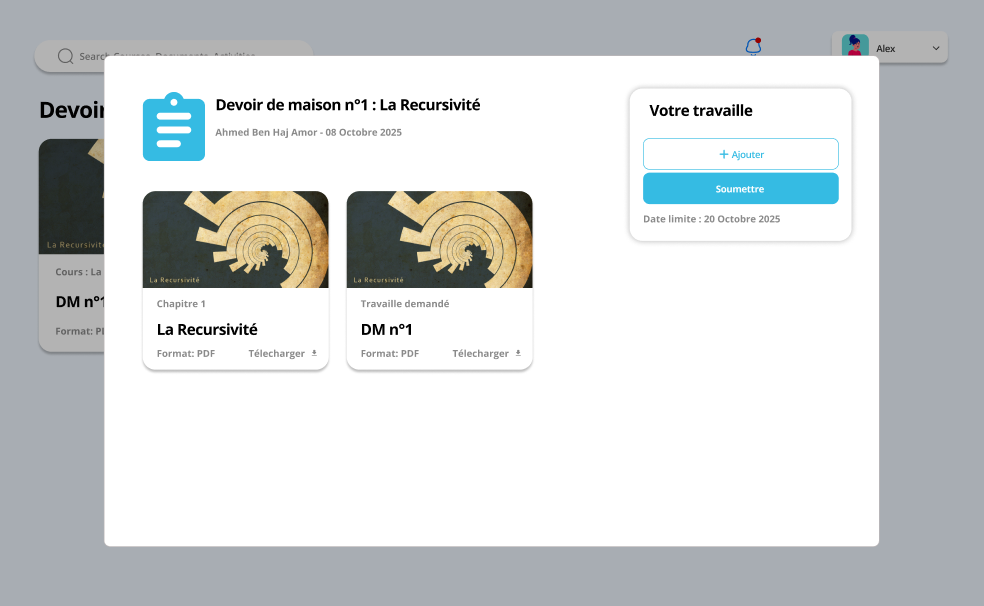 Search Courses, Documents, Activities
Alex
Devoir
La Recursivité
Cours : La
DM n°1
Devoir de maison n°1 : La Recursivité
Ahmed Ben Haj Amor - 08 Octobre 2025
La Recursivité
Chapitre 1
La Recursivité
Format: PDF
Télecharger
La Recursivité
Travaille demandé
DM n°1
Format: PDF
Télecharger
Votre travaille
+ Ajouter
Soumettre
Date limite : 20 Octobre 2025